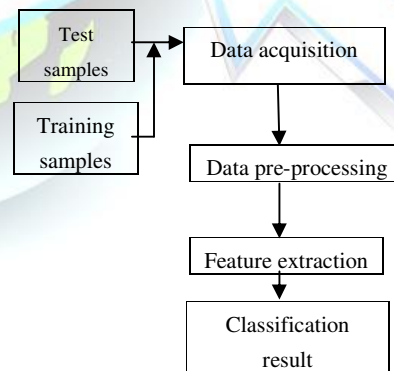 Test
samples
Data acquisition
Training
samples
Data pre-processing
Feature extraction
Classification
result